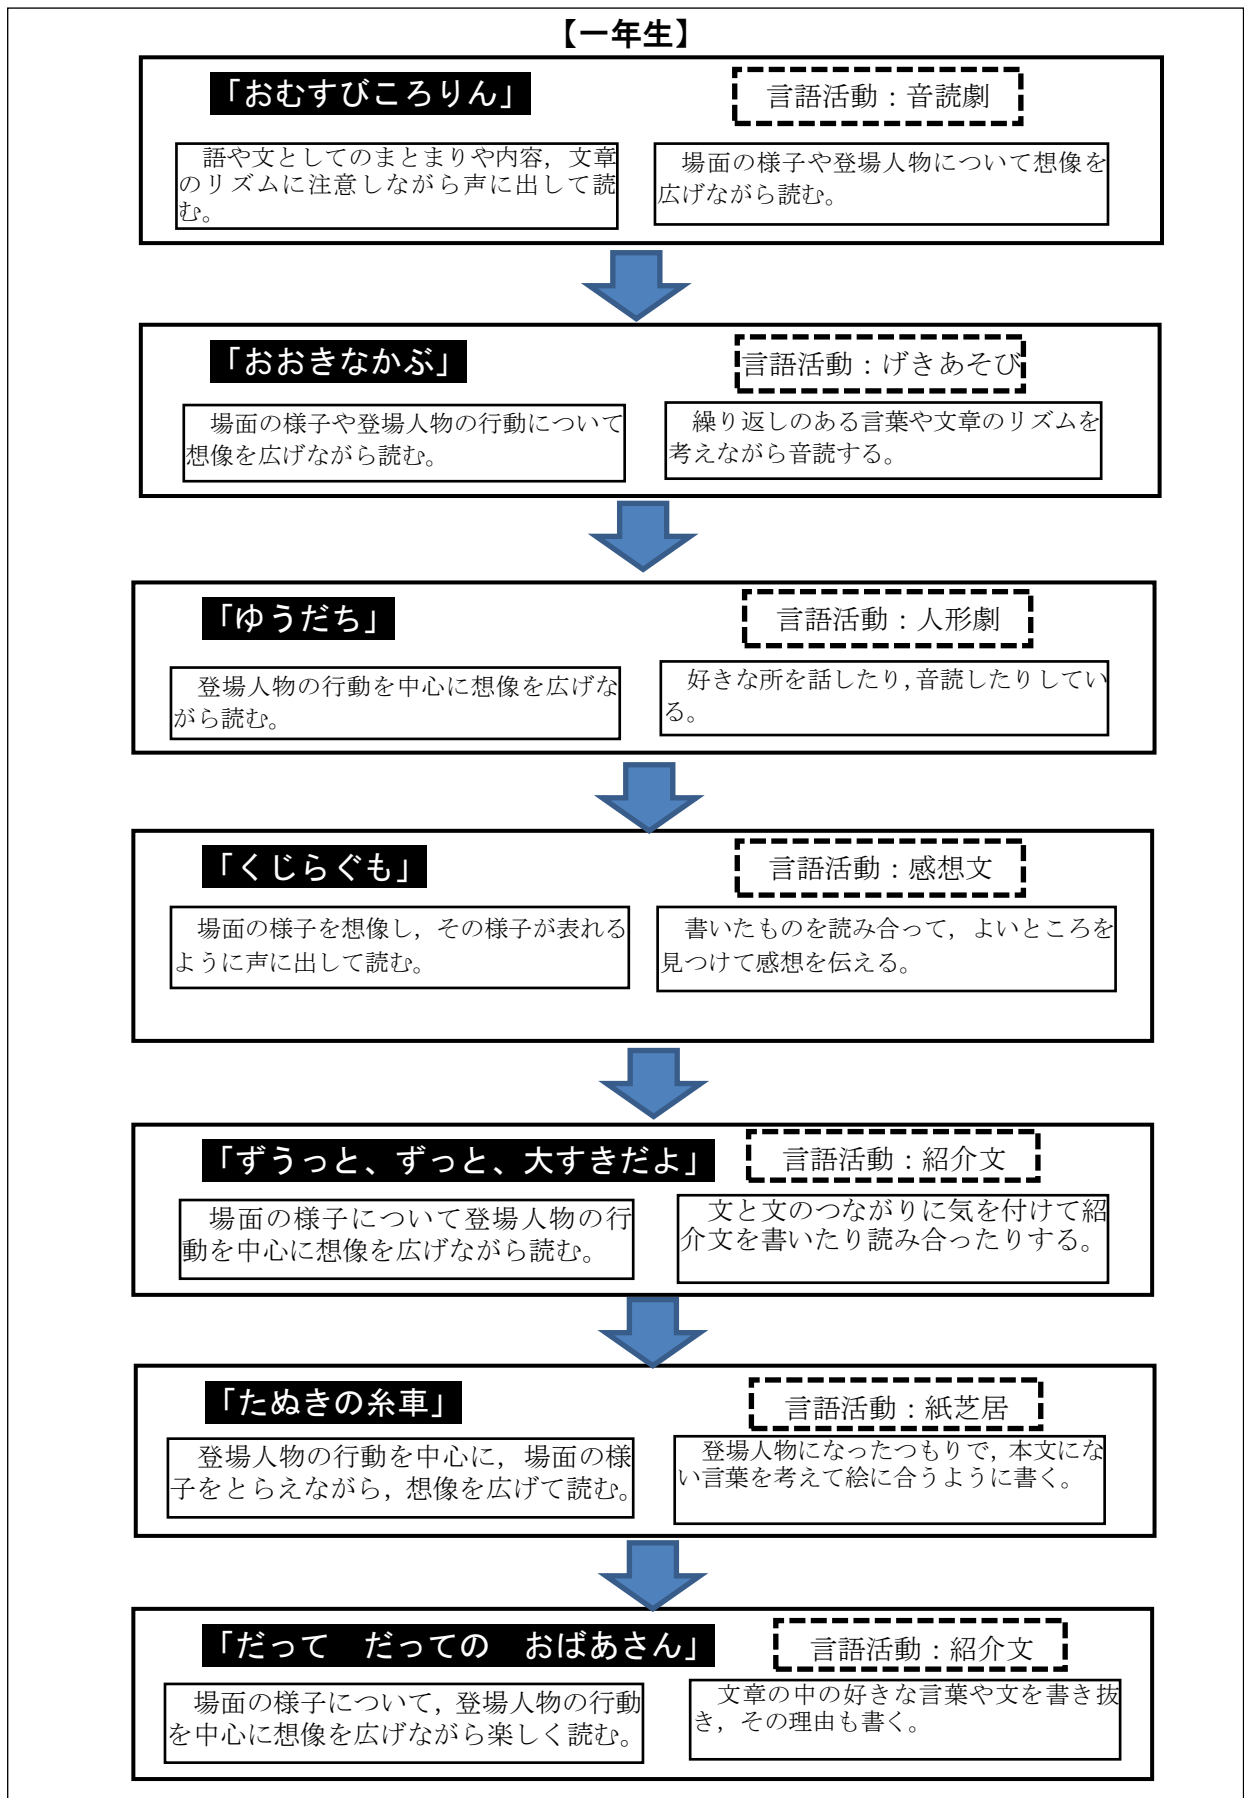 【一年生】
「おむすびころりん」
言語活動：音読劇
語や文としてのまとまりや内容，文章
のリズムに注意しながら声に出して読
む。
場面の様子や登場人物について想像を
広げながら読む。
「おおきなかぶ」
言語活動：げきあそび
場面の様子や登場人物の行動について
想像を広げながら読む。
繰り返しのある言葉や文章のリズムを
考えながら音読する。
「ゆうだち」
言語活動：人形劇
登場人物の行動を中心に想像を広げな
がら読む。
好きな所を話したり，音読したりしてい
る。
「くじらぐも」
言語活動：感想文
場面の様子を想像し，その様子が表れる
ように声に出して読む。
書いたものを読み合って，よいところを
見つけて感想を伝える。
「ずうっと、ずっと、大すきだよ」
言語活動：紹介文
場面の様子について登場人物の行
動を中心に想像を広げながら読む。
文と文のつながりに気を付けて紹
介文を書いたり読み合ったりする。
「たぬきの糸車」
言語活動：紙芝居
登場人物の行動を中心に，場面の様
子をとらえながら，想像を広げて読む。
登場人物になったつもりで，本文にな
い言葉を考えて絵に合うように書く。
「だって　だっての　おばあさん」
言語活動：紹介文
場面の様子について，登場人物の行動
を中心に想像を広げながら楽しく読む。
文章の中の好きな言葉や文を書き抜
き，その理由も書く。